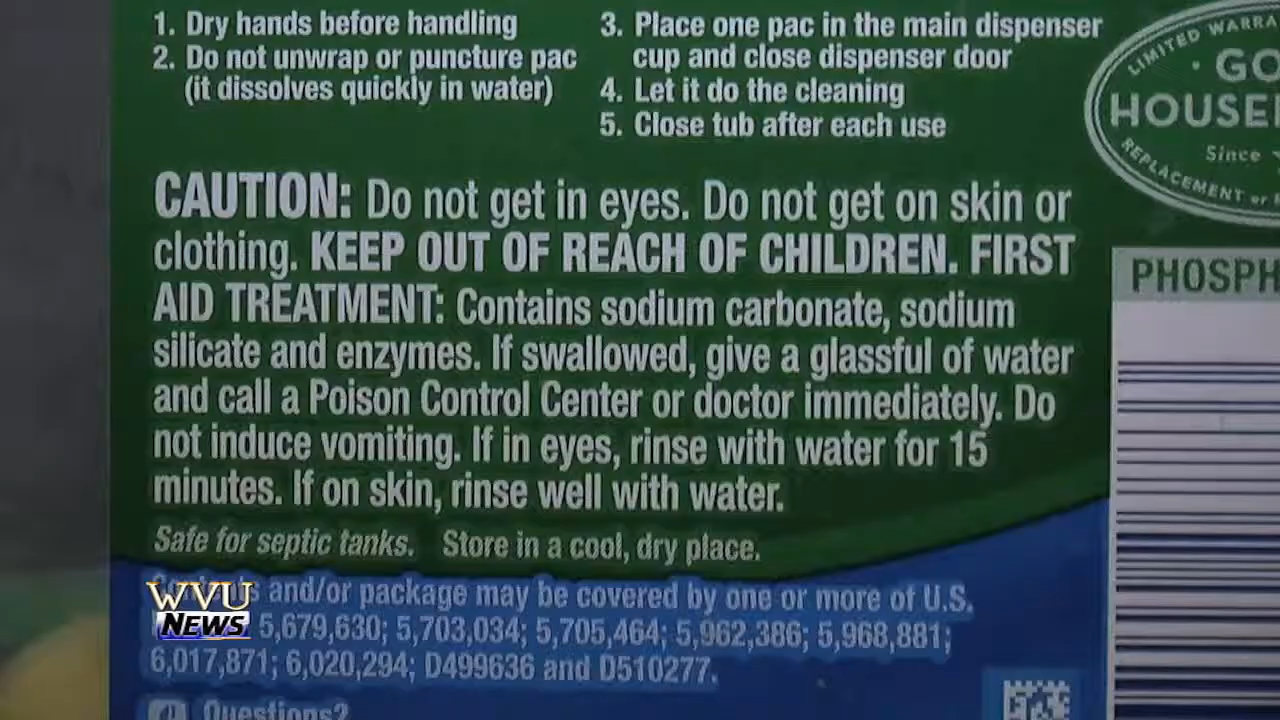 1. Dry hands before handling
2. Do not unwrap or puncture pac
(it dissolves quickly in water)
3. Place one pac in the main dispenser
cup and close dispenser door
4. Let it do the cleaning
5. Close tub after each use
LIMITED WARRA
· GO
HOUSE
Since
REPLACEMENT or
CAUTION: Do not get in eyes. Do not get on skin or
clothing. KEEP OUT OF REACH OF CHILDREN. FIRST
AID TREATMENT: Contains sodium carbonate, sodium
silicate and enzymes. If swallowed, give a glassful of water
and call a Poison Control Center or doctor immediately. Do
not induce vomiting. If in eyes, rinse with water for 15
minutes. If on skin, rinse well with water.
PHOSPH
Safe for septic tanks. Store in a cool, dry place.
and/or package may be covered by one or more of U.S.
5,679,630; 5,703,034; 5,705,464; 5,962,386; 5,968,881;
6,017,871; 6,020,294; D499636 and D510277.
WVU
NEWS
Questions?